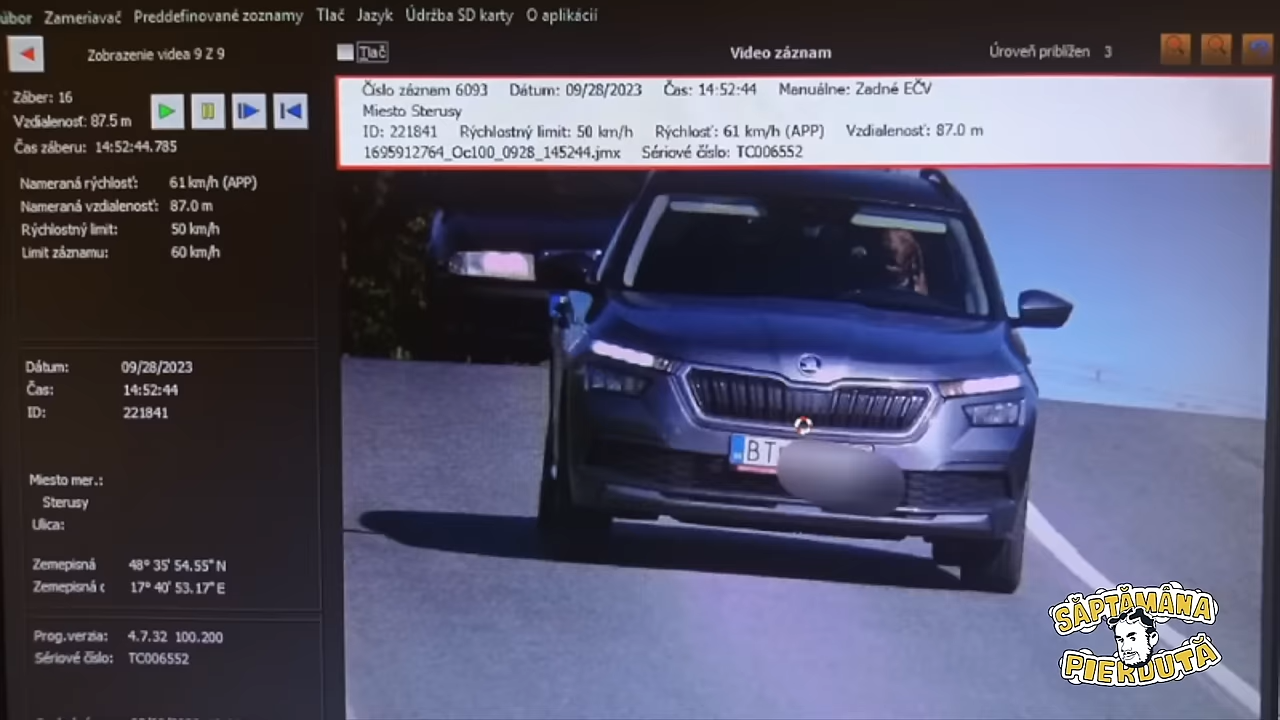 úbor Zameriavač Preddefinované zoznamy Tlač Jazyk Údržba SD karty O aplikácií
Zobrazenie videa 9 Z 9
Tlač
Video záznam
Úroveň priblížen 3
Záber: 16
Vzdialenosť: 87.5 m
Čas záberu: 14:52:44.785
Nameraná rýchlosť: 61 km/h (APP)
Nameraná vzdialenosť: 87.0 m
Rýchlostný limit: 50 km/h
Limit záznamu: 60 km/h
Dátum: 09/28/2023
Čas: 14:52:44
ID: 221841
Miesto mer.:
Sterusy
Ulica:
Zemepisná 48° 35' 54.55" N
Zemepisná 17° 40' 53.17" E
Prog.verzia: 4.7.32 100.200
Sériové číslo: TC006552
Číslo záznam 6093 Dátum: 09/28/2023 Čas: 14:52:44 Manuálne: Zadné EČV
Miesto Sterusy
ID: 221841 Rýchlostný limit: 50 km/h Rýchlosť: 61 km/h (APP) Vzdialenosť: 87.0 m
1695912764_Oc100_0928_145244.jmx Sériové číslo: TC006552
BT
SĂPTĂMÂNA
PIERDUTĂ